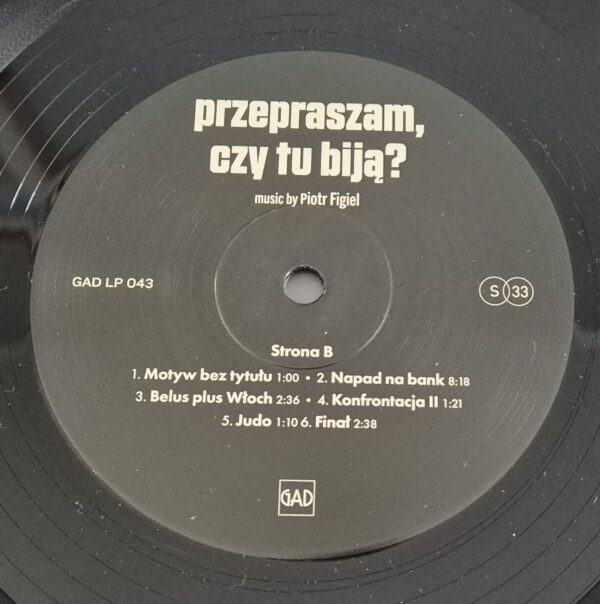 przepraszam,
czy tu biją?
music by Piotr Figiel
GAD LP 043
S 33
Strona B
1. Motyw bez tytułu 1:00 • 2. Napad na bank 8:18
3. Belus plus Włoch 2:36 • 4. Konfrontacja II 1:21
5. Judo 1:10 6. Finał 2:38
GAD